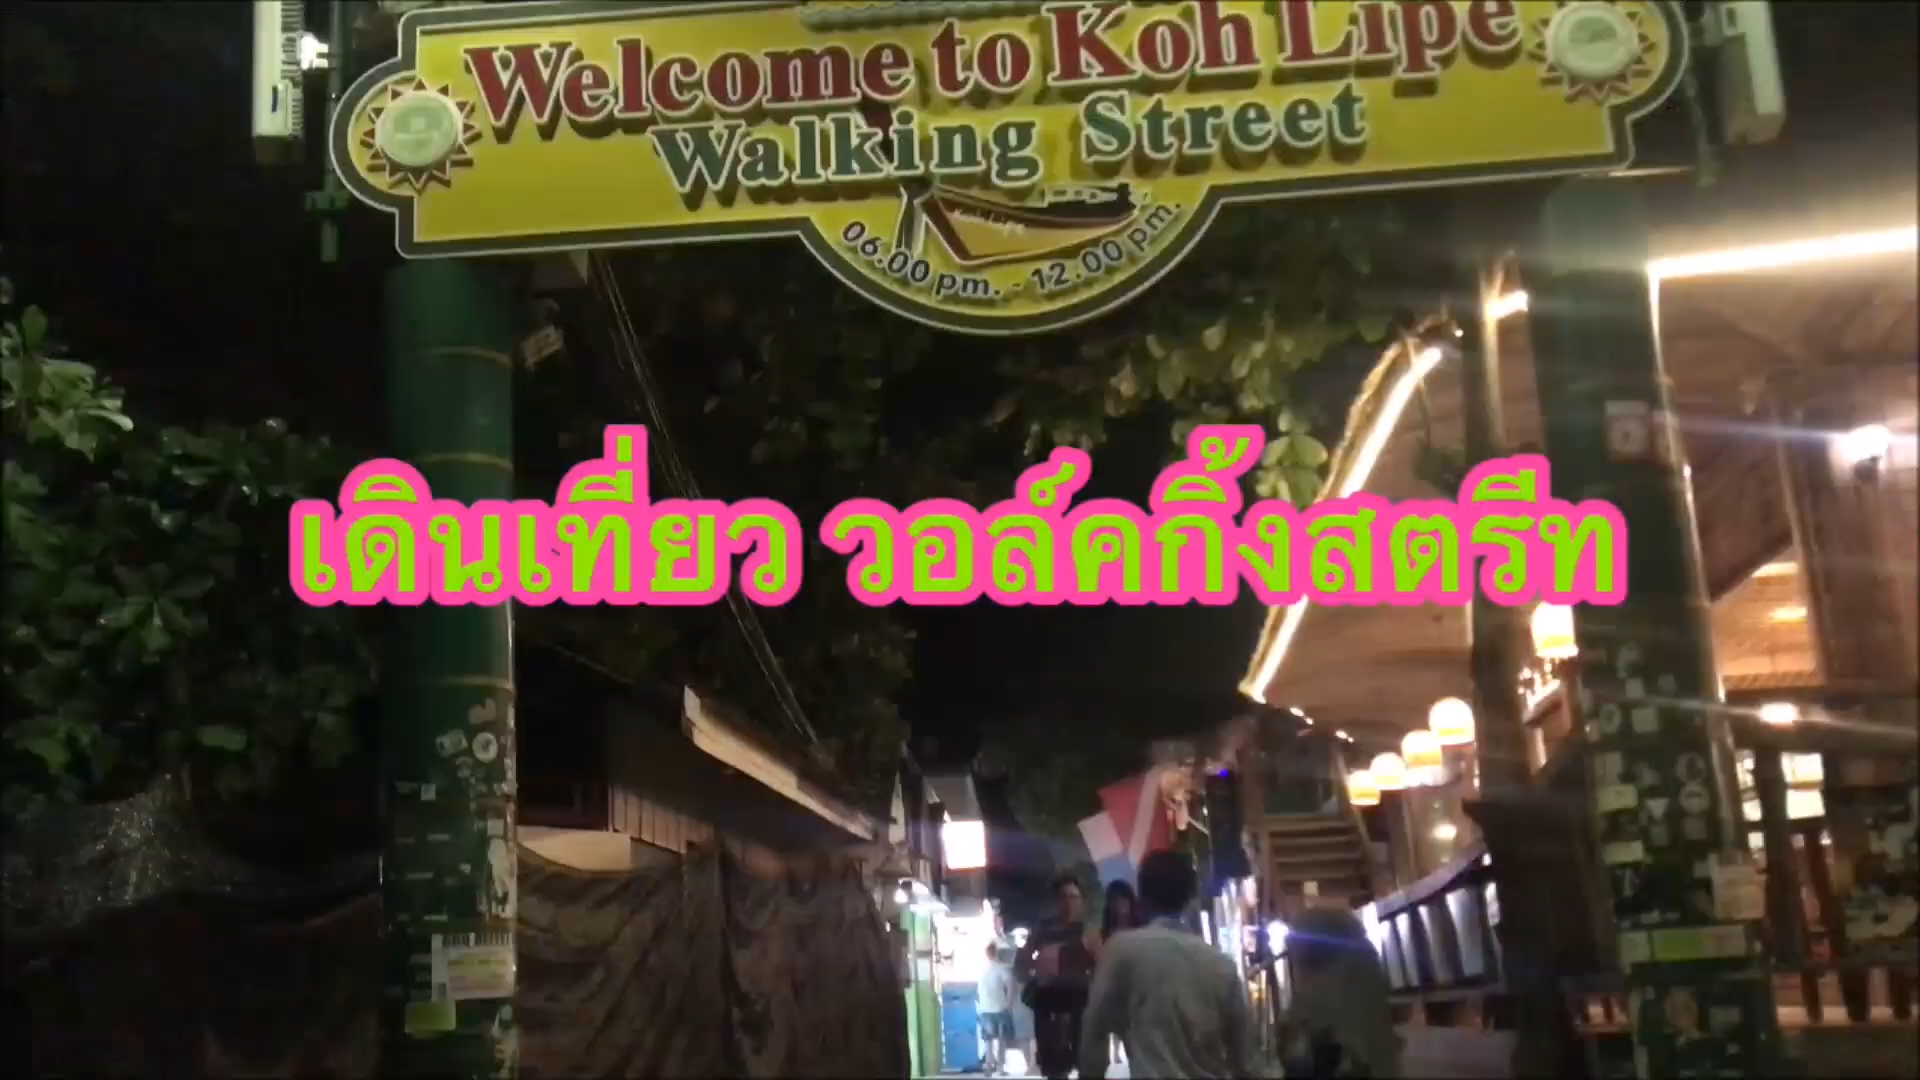 Welcome to Koh Lipe
Walking Street
06.00 pm. - 12.00 pm.
เดินเที่ยว วอล์คกิ้งสตรีท